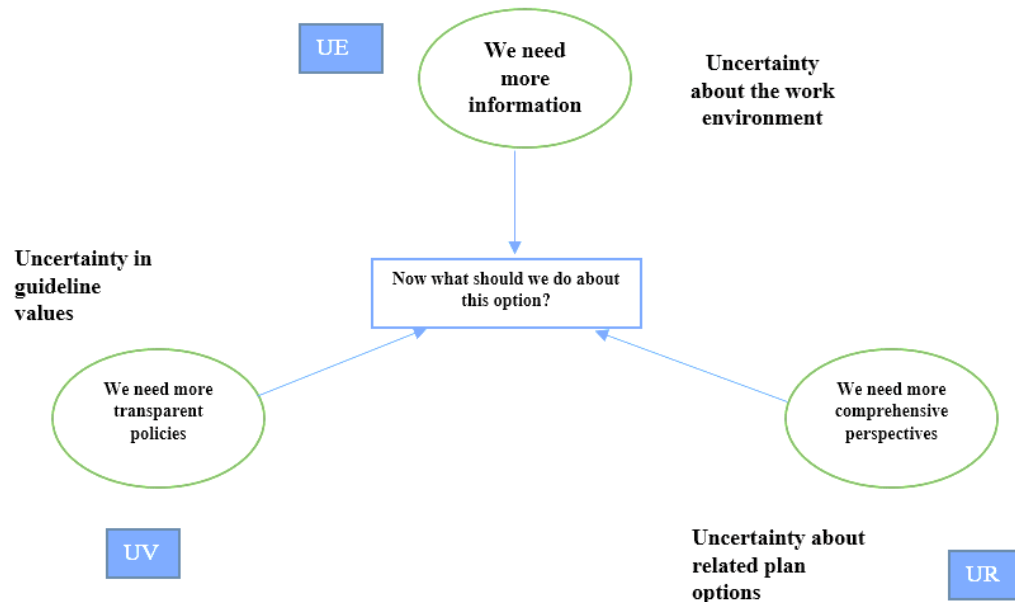 UE
We need
more
information
Uncertainty
about the work
environment
Uncertainty in
guideline
values
Now what should we do about
this option?
We need more
transparent
policies
We need more
comprehensive
perspectives
UV
Uncertainty about
related plan
options
UR